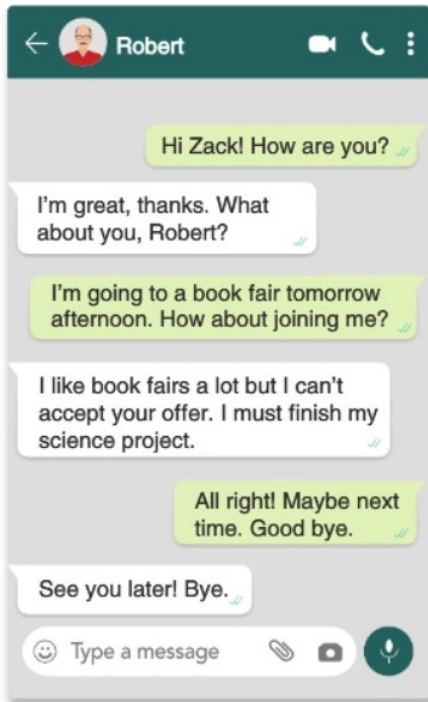 Robert
Hi Zack! How are you?
I'm great, thanks. What
about you, Robert?
I'm going to a book fair tomorrow
afternoon. How about joining me?
I like book fairs a lot but I can't
accept your offer. I must finish my
science project.
All right! Maybe next
time. Good bye.
See you later! Bye.
Type a message